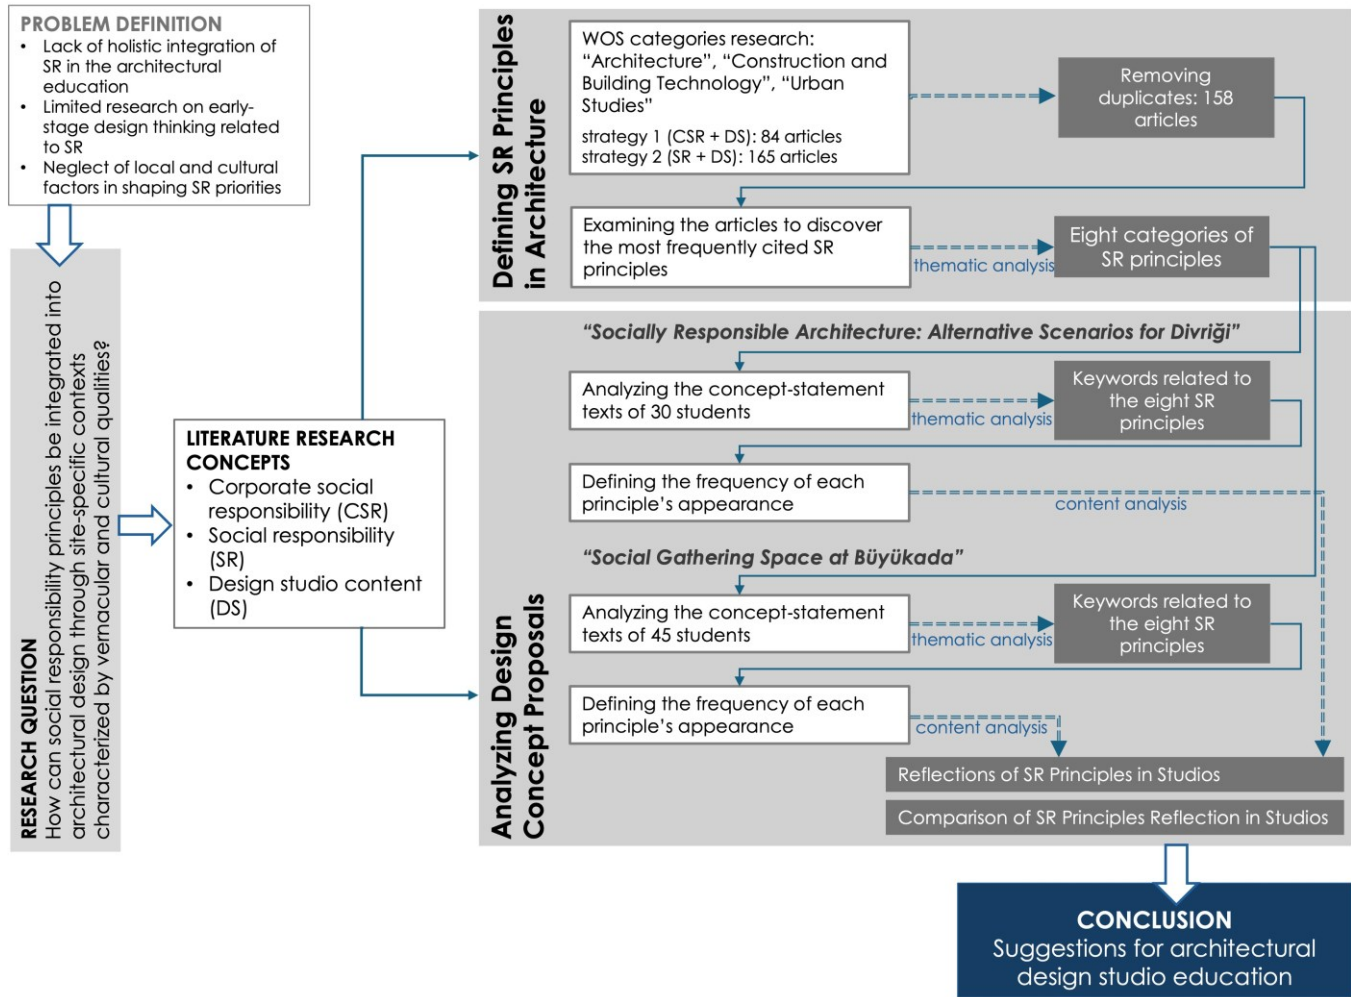 PROBLEM DEFINITION
• Lack of holistic integration of
SR in the architectural
education
• Limited research on early-
stage design thinking related
to SR
• Neglect of local and cultural
factors in shaping SR priorities
RESEARCH QUESTION
How can social responsibility principles be integrated into
architectural design through site-specific contexts
characterized by vernacular and cultural qualities?
LITERATURE RESEARCH
CONCEPTS
• Corporate social
responsibility (CSR)
• Social responsibility
(SR)
• Design studio content
(DS)
Defining SR Principles
in Architecture
WOS categories research:
“Architecture”, “Construction and
Building Technology”, “Urban
Studies”
strategy 1 (CSR + DS): 84 articles
strategy 2 (SR + DS): 165 articles
Removing
duplicates: 158
articles
Examining the articles to discover
the most frequently cited SR
principles
thematic analysis
Eight categories of
SR principles
Analyzing Design
Concept Proposals
“Socially Responsible Architecture: Alternative Scenarios for Divriği”
Analyzing the concept-statement
texts of 30 students
thematic analysis
Keywords related to
the eight SR
principles
Defining the frequency of each
principle’s appearance
content analysis
“Social Gathering Space at Büyükada”
Analyzing the concept-statement
texts of 45 students
thematic analysis
Keywords related to
the eight SR
principles
Defining the frequency of each
principle’s appearance
content analysis
Reflections of SR Principles in Studios
Comparison of SR Principles Reflection in Studios
CONCLUSION
Suggestions for architectural
design studio education